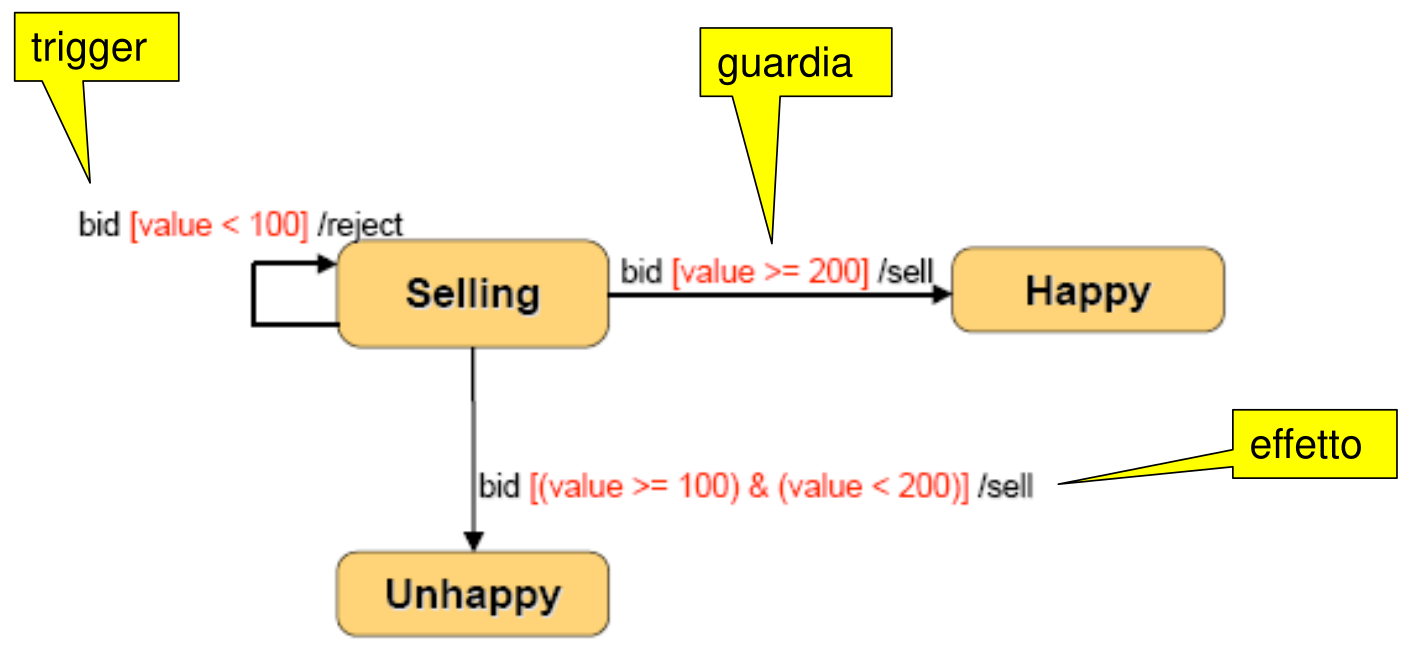 trigger
guardia
bid [value < 100] /reject
bid [value >= 200] /sell
Selling
Happy
effetto
bid [(value >= 100) & (value < 200)] /sell
Unhappy